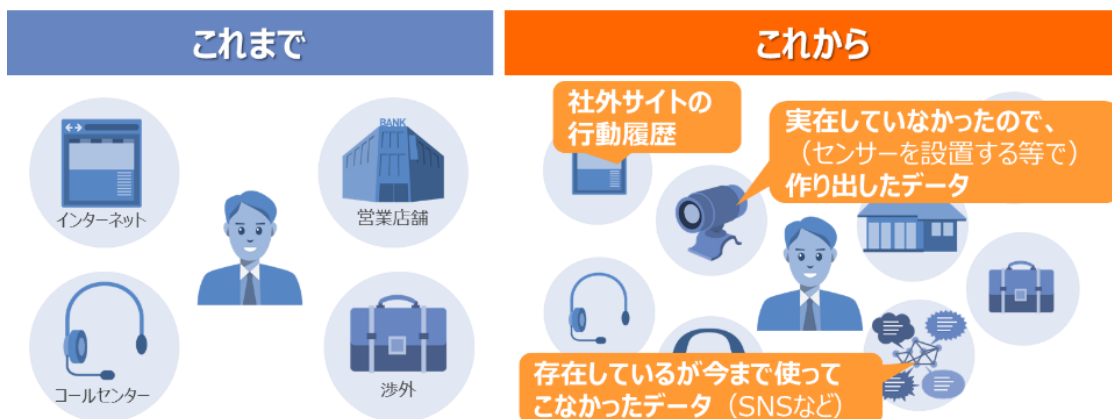 これまで
これから
BANK
インターネット
営業店舗
コールセンター
渉外
社外サイトの
行動履歴
実在していなかったので、
（センサーを設置する等で）
作り出したデータ
存在しているが今まで使って
こなかったデータ（SNSなど）